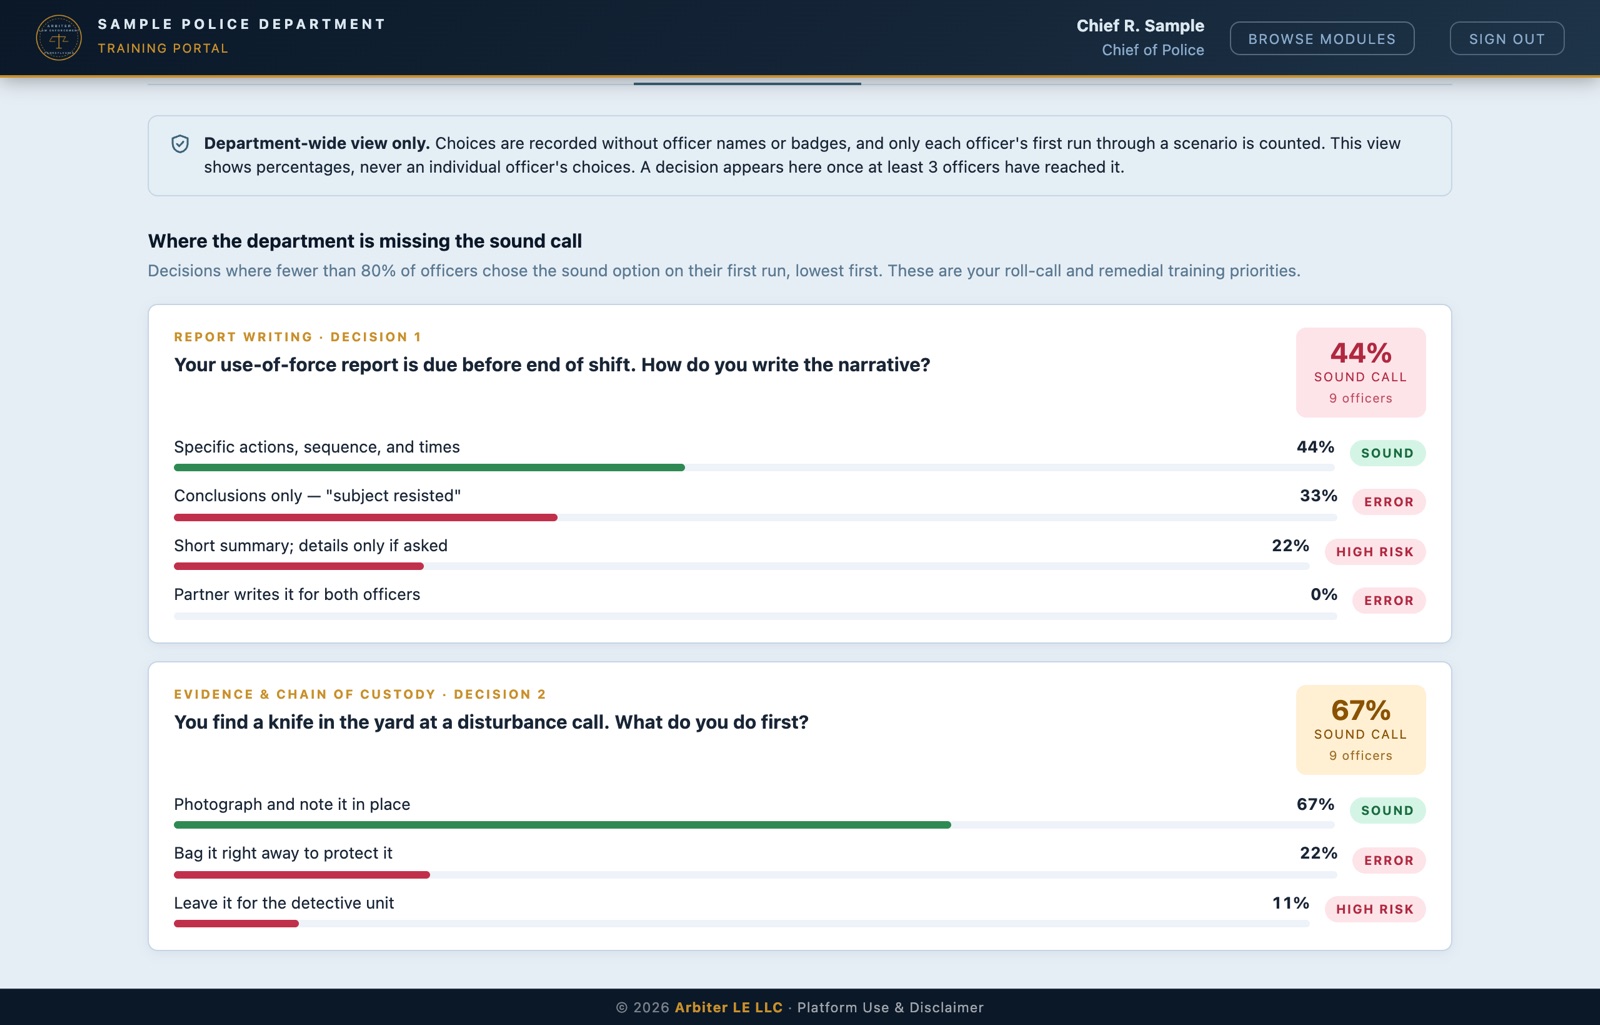 SAMPLE POLICE DEPARTMENT
TRAINING PORTAL
Chief R. Sample
Chief of Police
BROWSE MODULES
SIGN OUT
Department-wide view only. Choices are recorded without officer names or badges, and only each officer's first run through a scenario is counted. This view
shows percentages, never an individual officer's choices. A decision appears here once at least 3 officers have reached it.
Where the department is missing the sound call
Decisions where fewer than 80% of officers chose the sound option on their first run, lowest first. These are your roll-call and remedial training priorities.
REPORT WRITING · DECISION 1
Your use-of-force report is due before end of shift. How do you write the narrative?
44%
SOUND CALL
9 officers
Specific actions, sequence, and times 44% SOUND
Conclusions only — "subject resisted" 33% ERROR
Short summary; details only if asked 22% HIGH RISK
Partner writes it for both officers 0% ERROR
EVIDENCE & CHAIN OF CUSTODY · DECISION 2
You find a knife in the yard at a disturbance call. What do you do first?
67%
SOUND CALL
9 officers
Photograph and note it in place 67% SOUND
Bag it right away to protect it 22% ERROR
Leave it for the detective unit 11% HIGH RISK
© 2026 Arbiter LE LLC · Platform Use & Disclaimer